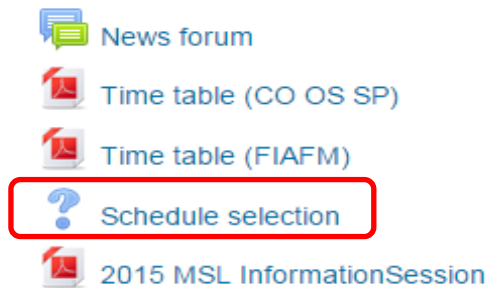 News forum
Time table (CO OS SP)
Time table (FIAFM)
Schedule selection
2015 MSL InformationSession